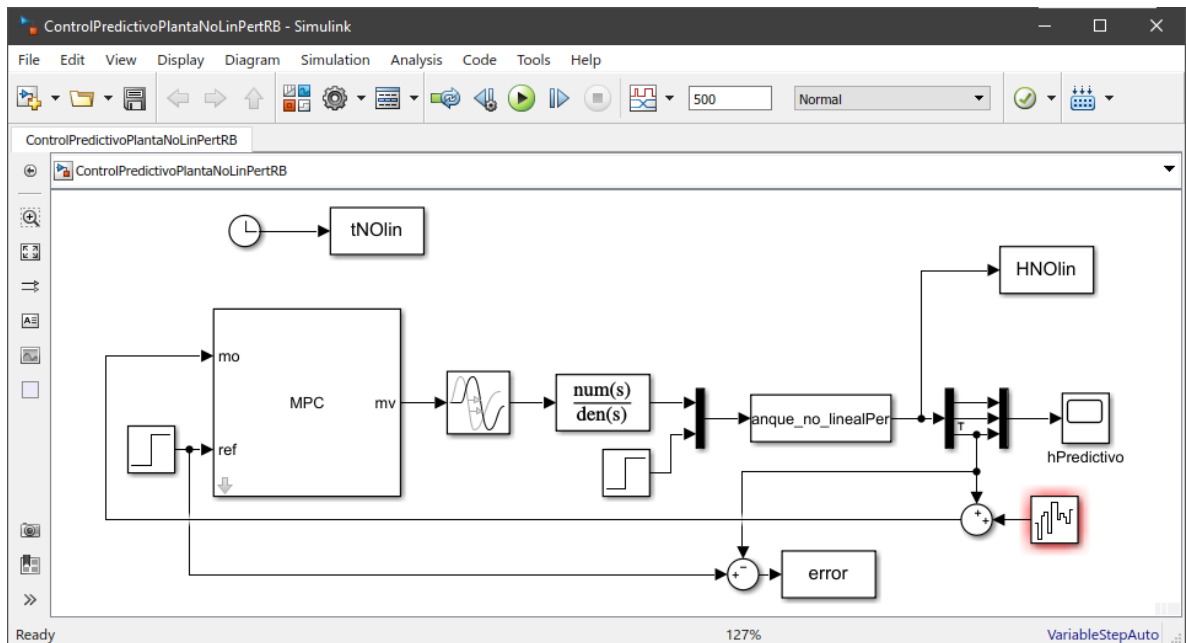 ControlPredictivoPlantaNoLinPertRB - Simulink
File Edit View Display Diagram Simulation Analysis Code Tools Help
500 Normal
ControlPredictivoPlantaNoLinPertRB
ControlPredictivoPlantaNoLinPertRB
tNOlin
HNOlin
mo
MPC
mv
ref
num(s)
den(s)
anque_no_linealPer
T
hPredictivo
+
+
+
−
error
Ready 127% VariableStepAuto